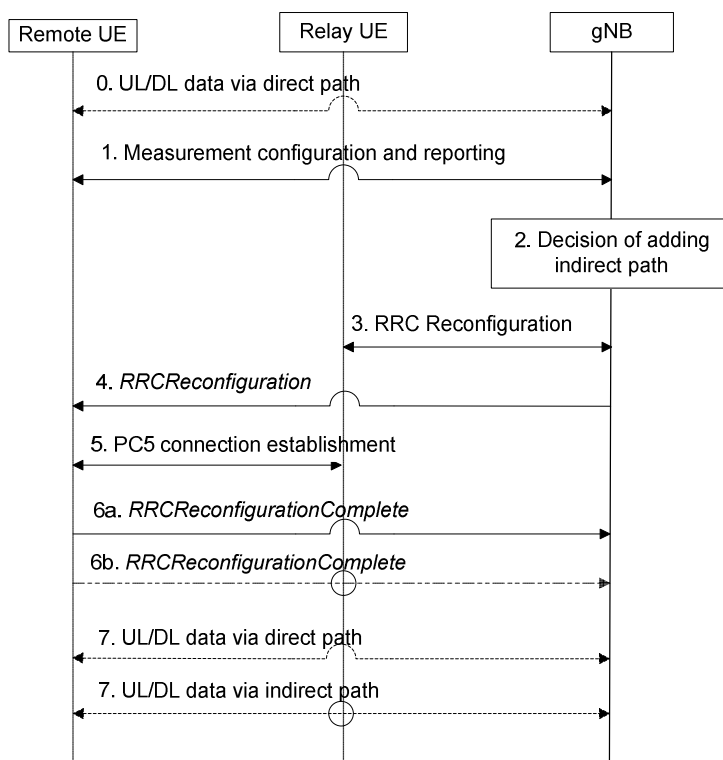 Remote UE
Relay UE
gNB
0. UL/DL data via direct path
1. Measurement configuration and reporting
2. Decision of adding
indirect path
3. RRC Reconfiguration
4. RRCReconfiguration
5. PC5 connection establishment
6a. RRCReconfigurationComplete
6b. RRCReconfigurationComplete
7. UL/DL data via direct path
7. UL/DL data via indirect path